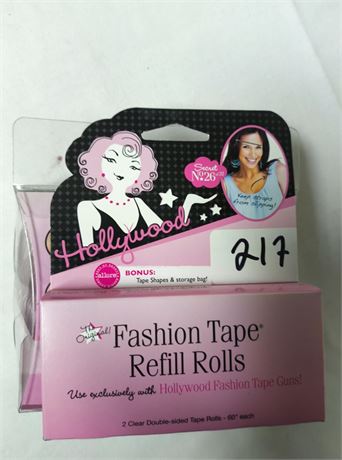 Secret
No. 26
Keep straps
from slipping!
Hollywood
217
allure
BONUS:
Tape Shapes & storage bag!
The Original!
Fashion Tape®
Refill Rolls
Use exclusively with Hollywood Fashion Tape Guns!
2 Clear Double-sided Tape Rolls - 60" each